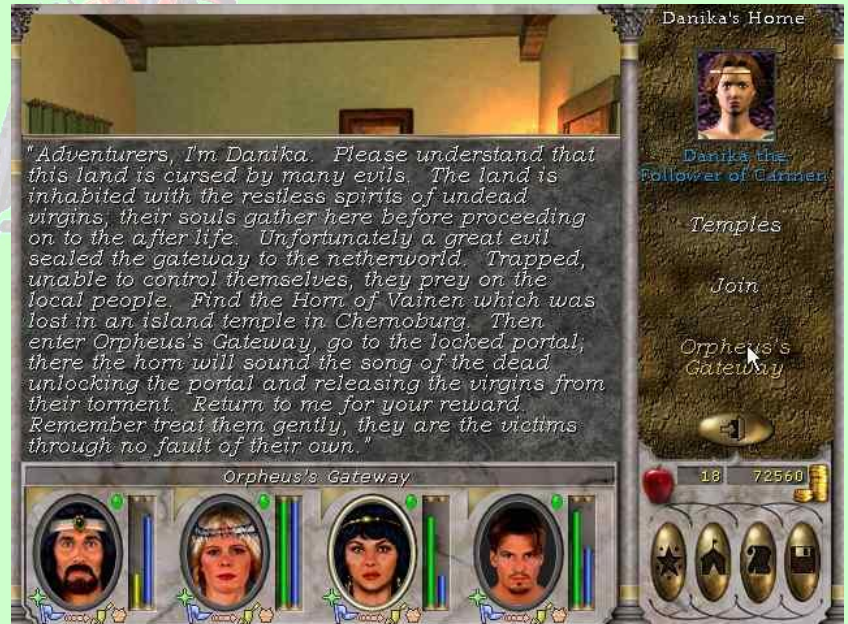 Danika's Home
"Adventurers, I'm Danika. Please understand that
this land is cursed by many evils. The land is
inhabited with the restless spirits of undead
virgins; their souls gather here before proceeding
on to the after life. Unfortunately a great evil
sealed the gateway to the netherworld. Trapped,
unable to control themselves, they prey on the
local people. Find the Horn of Vainen which was
lost in an island temple in Chernoburg. Then
enter Orpheus's Gateway, go to the locked portal;
there the horn will sound the song of the dead
unlocking the portal and releasing the virgins from
their torment. Return to me for your reward.
Remember treat them gently, they are the victims
through no fault of their own."
Danika the
Follower of Carmen
Temples
Join
Orpheus's
Gateway
Orpheus's Gateway
18 72560